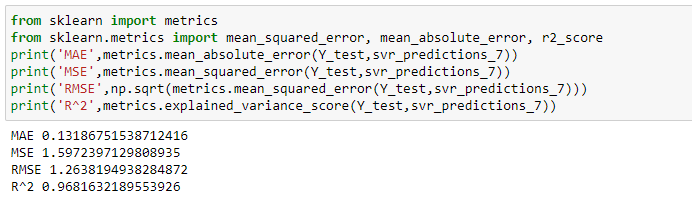 from sklearn import metrics
from sklearn.metrics import mean_squared_error, mean_absolute_error, r2_score
print('MAE',metrics.mean_absolute_error(Y_test,svr_predictions_7))
print('MSE',metrics.mean_squared_error(Y_test,svr_predictions_7))
print('RMSE',np.sqrt(metrics.mean_squared_error(Y_test,svr_predictions_7)))
print('R^2',metrics.explained_variance_score(Y_test,svr_predictions_7))
MAE 0.13186751538712416
MSE 1.5972397129808935
RMSE 1.2638194938284872
R^2 0.9681632189553926